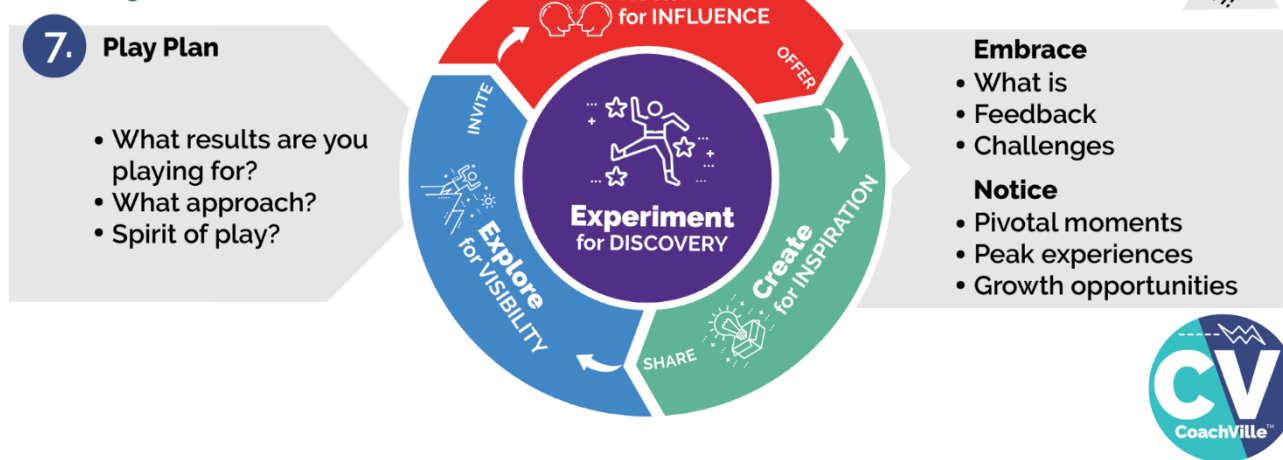 7.
Play Plan
• What results are you
playing for?
• What approach?
• Spirit of play?
for INFLUENCE
OFFER
INVITE
Experiment
for DISCOVERY
Explore
for VISIBILITY
Create
for INSPIRATION
SHARE
Embrace
• What is
• Feedback
• Challenges
Notice
• Pivotal moments
• Peak experiences
• Growth opportunities
CV
CoachVille™